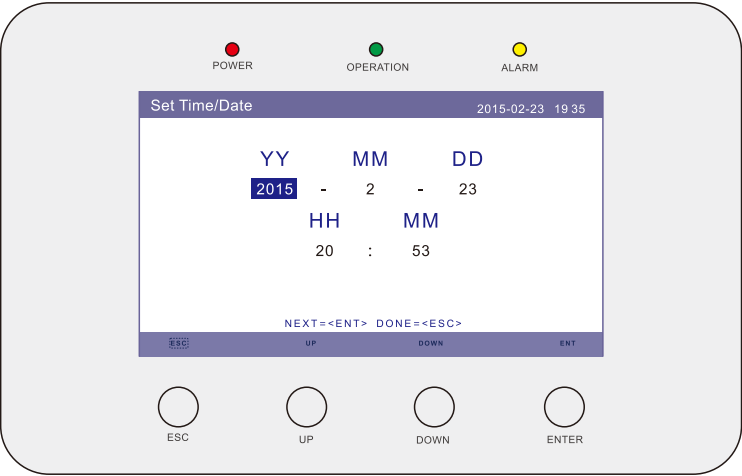 POWER OPERATION ALARM
Set Time/Date 2015-02-23 19 35
YY MM DD
2015 - 2 - 23
HH MM
20 : 53
NEXT=<ENT> DONE=<ESC>
ESC UP DOWN ENT
ESC UP DOWN ENTER